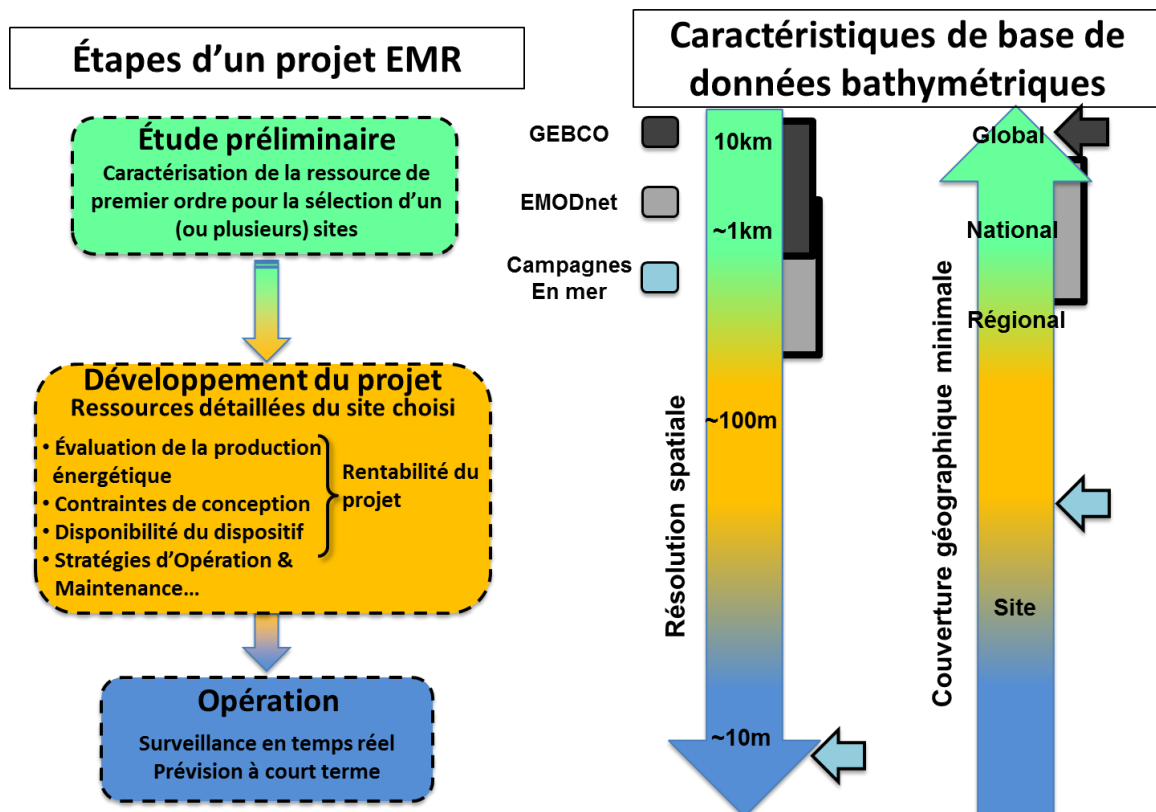 Étapes d'un projet EMR
Étude préliminaire
Caractérisation de la ressource de
premier ordre pour la sélection d'un
(ou plusieurs) sites
Développement du projet
Ressources détaillées du site choisi
• Évaluation de la production
énergétique
• Contraintes de conception
• Disponibilité du dispositif
• Stratégies d'Opération &
Maintenance...
Rentabilité du
projet
Opération
Surveillance en temps réel
Prévision à court terme
Caractéristiques de base de
données bathymétriques
GEBCO
EMODnet
Campagnes
En mer
Résolution spatiale
10km
~1km
~100m
~10m
Couverture géographique minimale
Global
National
Régional
Site